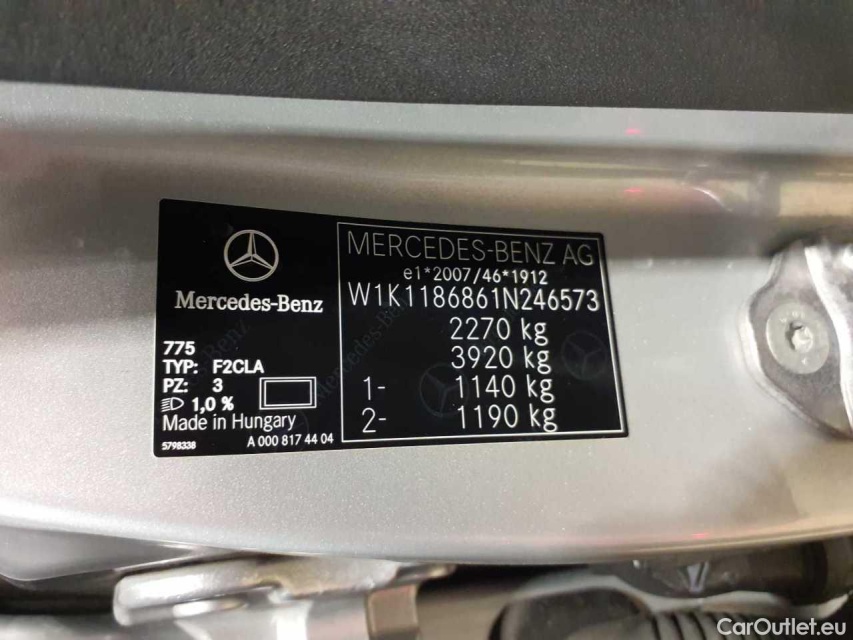 Mercedes-Benz
775
TYP: F2CLA
PZ: 3
1,0 %
Made in Hungary
5798338
A 000 817 44 04
MERCEDES-BENZ AG
e1*2007/46*1912
W1K1186861N246573
2270 kg
3920 kg
1- 1140 kg
2- 1190 kg
CarOutlet.eu